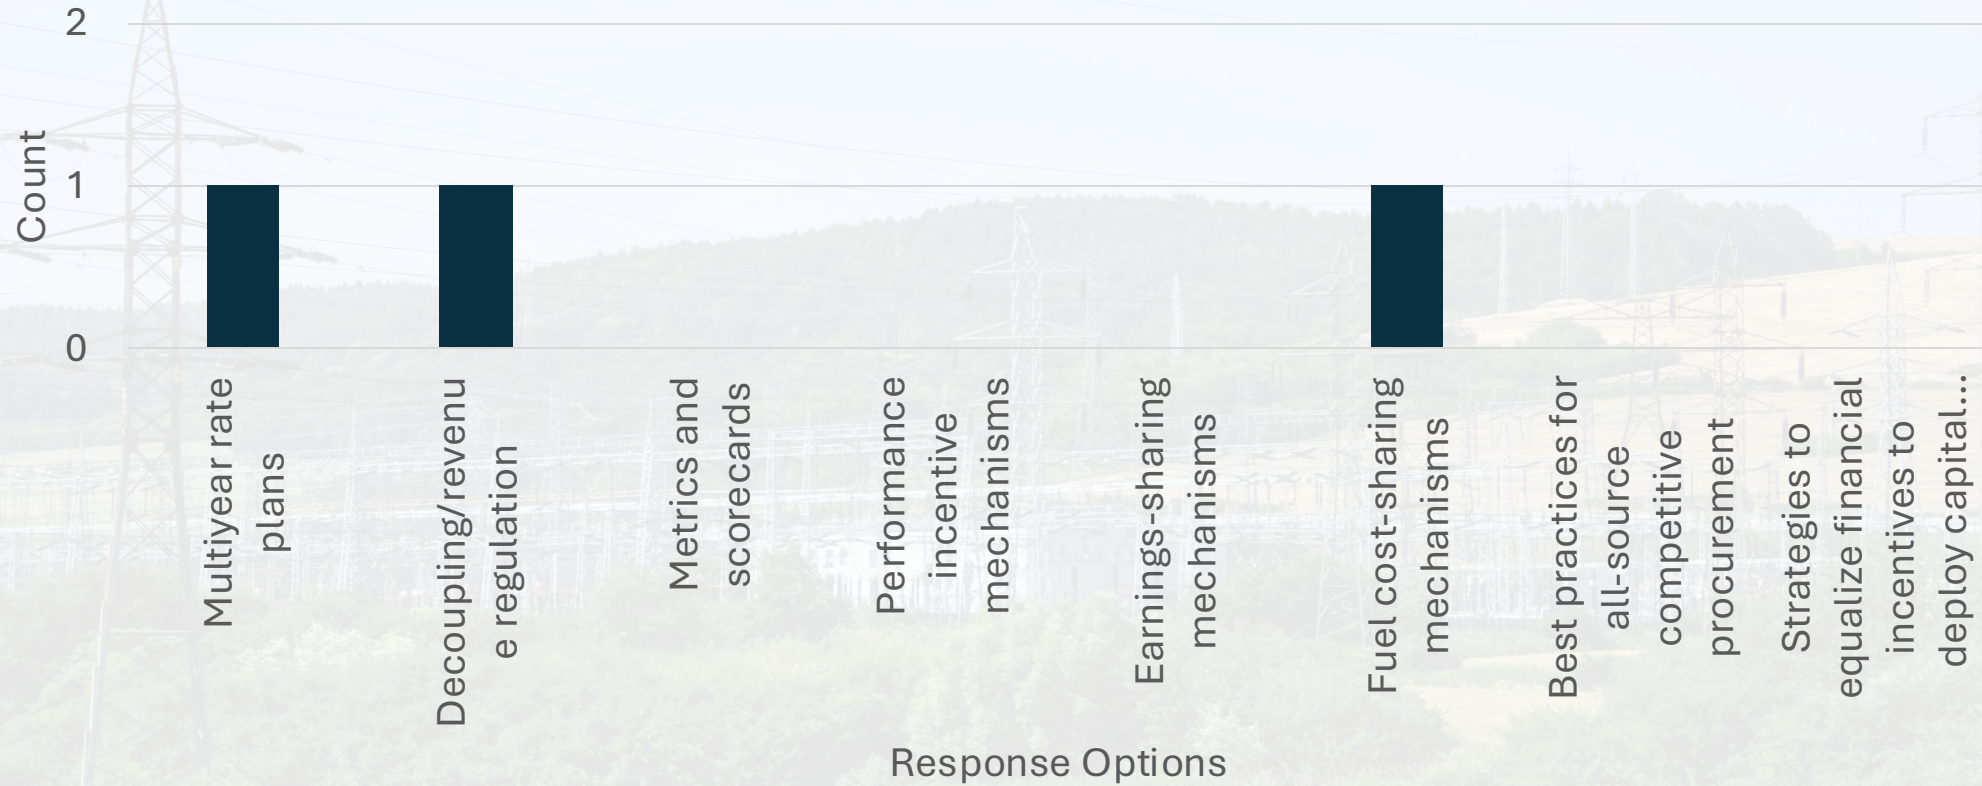 2
1
0
Count
Multiyear rate
plans
Decoupling/revenu
e regulation
Metrics and
scorecards
Performance
incentive
mechanisms
Earnings-sharing
mechanisms
Fuel cost-sharing
mechanisms
Best practices for
all-source
competitive
procurement
Strategies to
equalize financial
incentives to
deploy capital...
Response Options